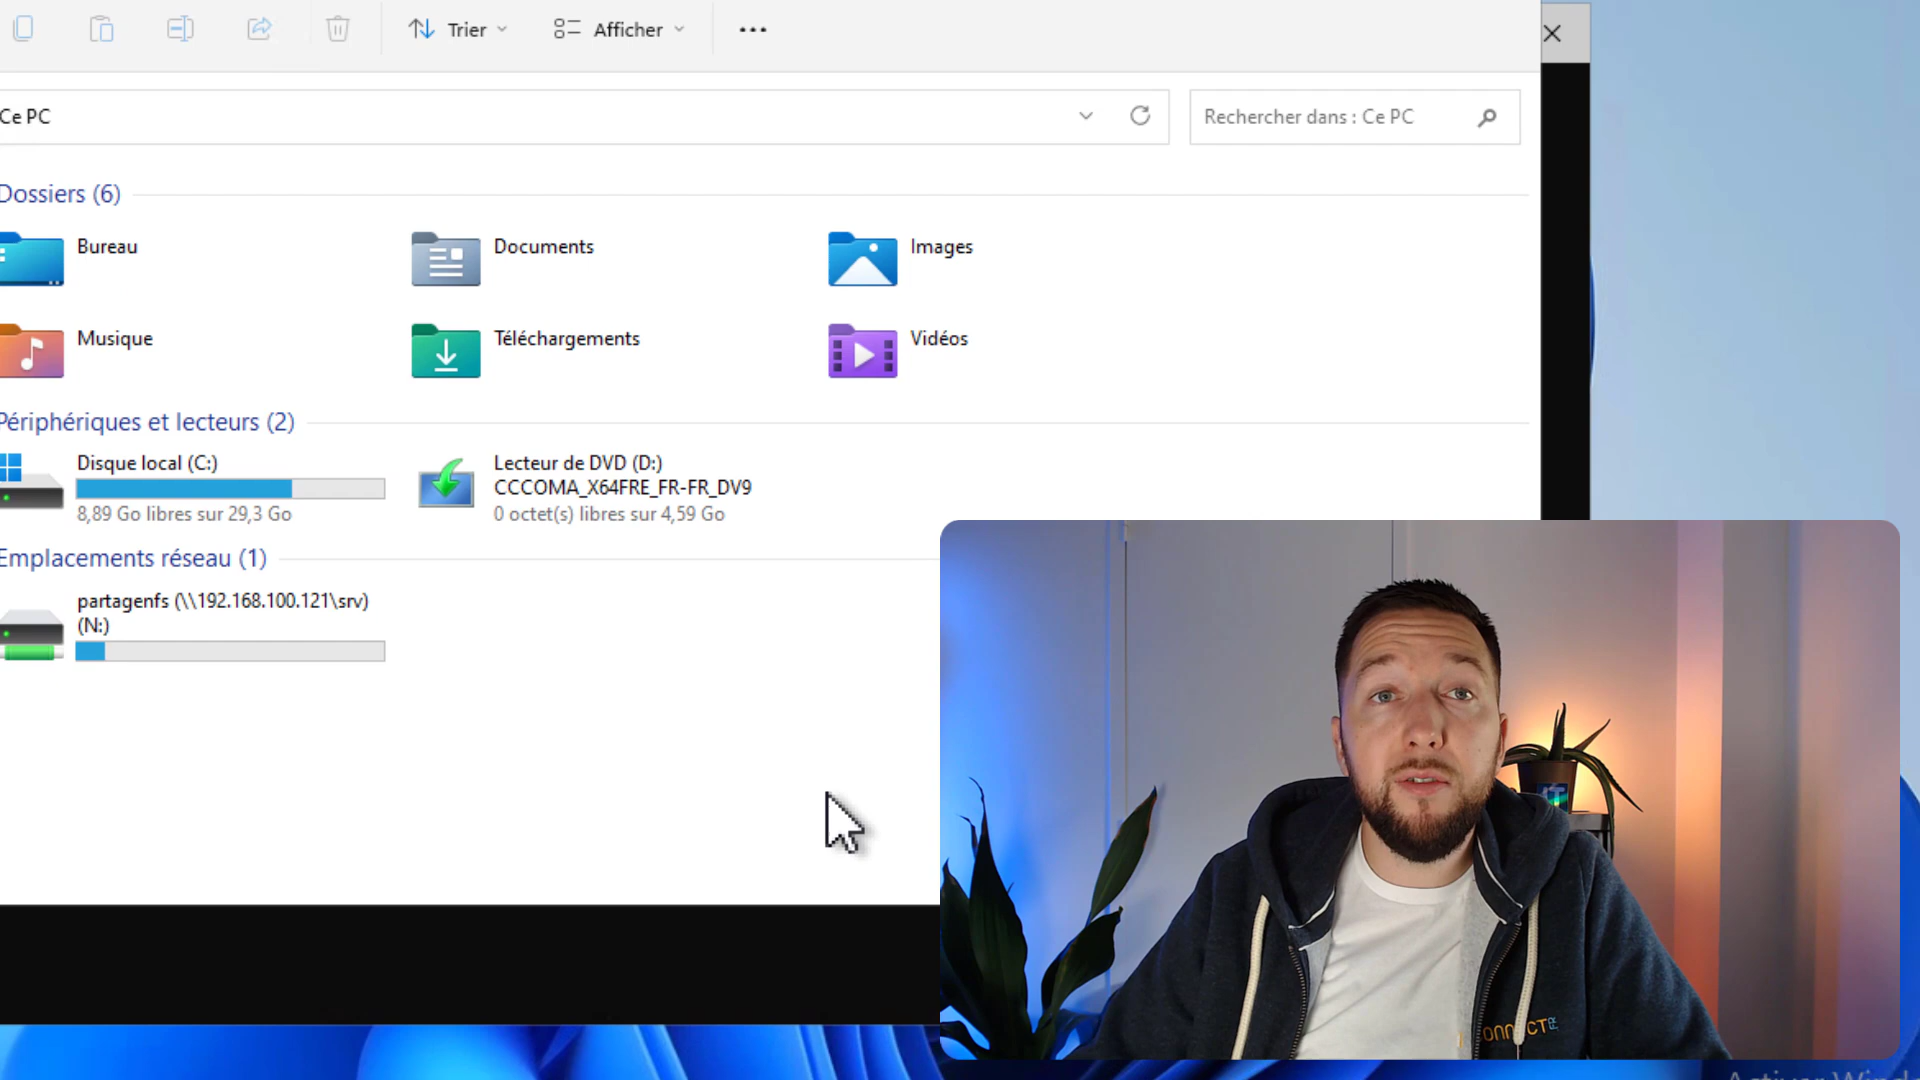 Trier
Afficher
Ce PC
Rechercher dans : Ce PC
Dossiers (6)
Bureau
Documents
Images
Musique
Téléchargements
Vidéos
Périphériques et lecteurs (2)
Disque local (C:)
8,89 Go libres sur 29,3 Go
Lecteur de DVD (D:)
CCCOMA_X64FRE_FR-FR_DV9
0 octet(s) libres sur 4,59 Go
Emplacements réseau (1)
partagenfs (\\192.168.100.121\srv)
(N:)
IT